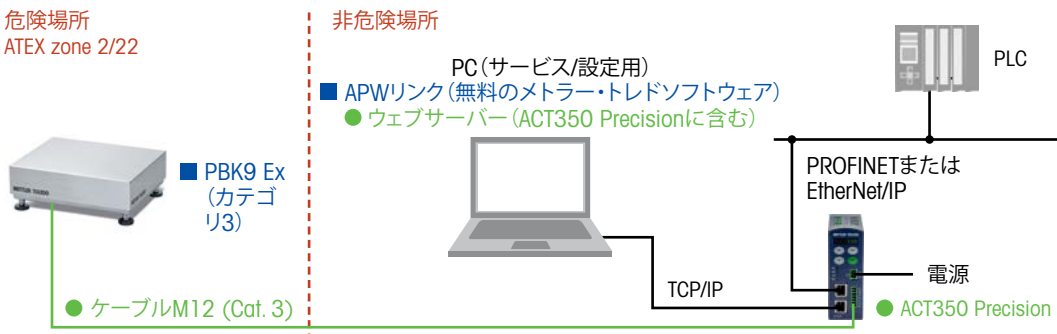 危険場所
ATEX zone 2/22
非危険場所
PC(サービス/設定用)
APWリンク(無料のメトラー・トレドソフトウェア)
ウェブサーバー(ACT350 Precisionに含む)
PLC
PBK9 Ex
(カテゴ
リ3)
PROFINETまたは
EtherNet/IP
METTLER TOLEDO
電源
TCP/IP
ケーブルM12 (Cat. 3)
ACT350 Precision